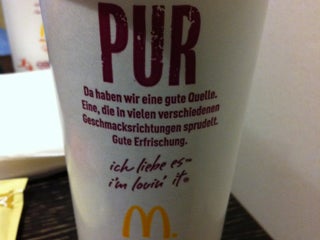 PUR
Da haben wir eine gute Quelle.
Eine, die in vielen verschiedenen
Geschmacksrichtungen sprudelt.
Gute Erfrischung.
ich liebe es™
i'm lovin' it®
M®